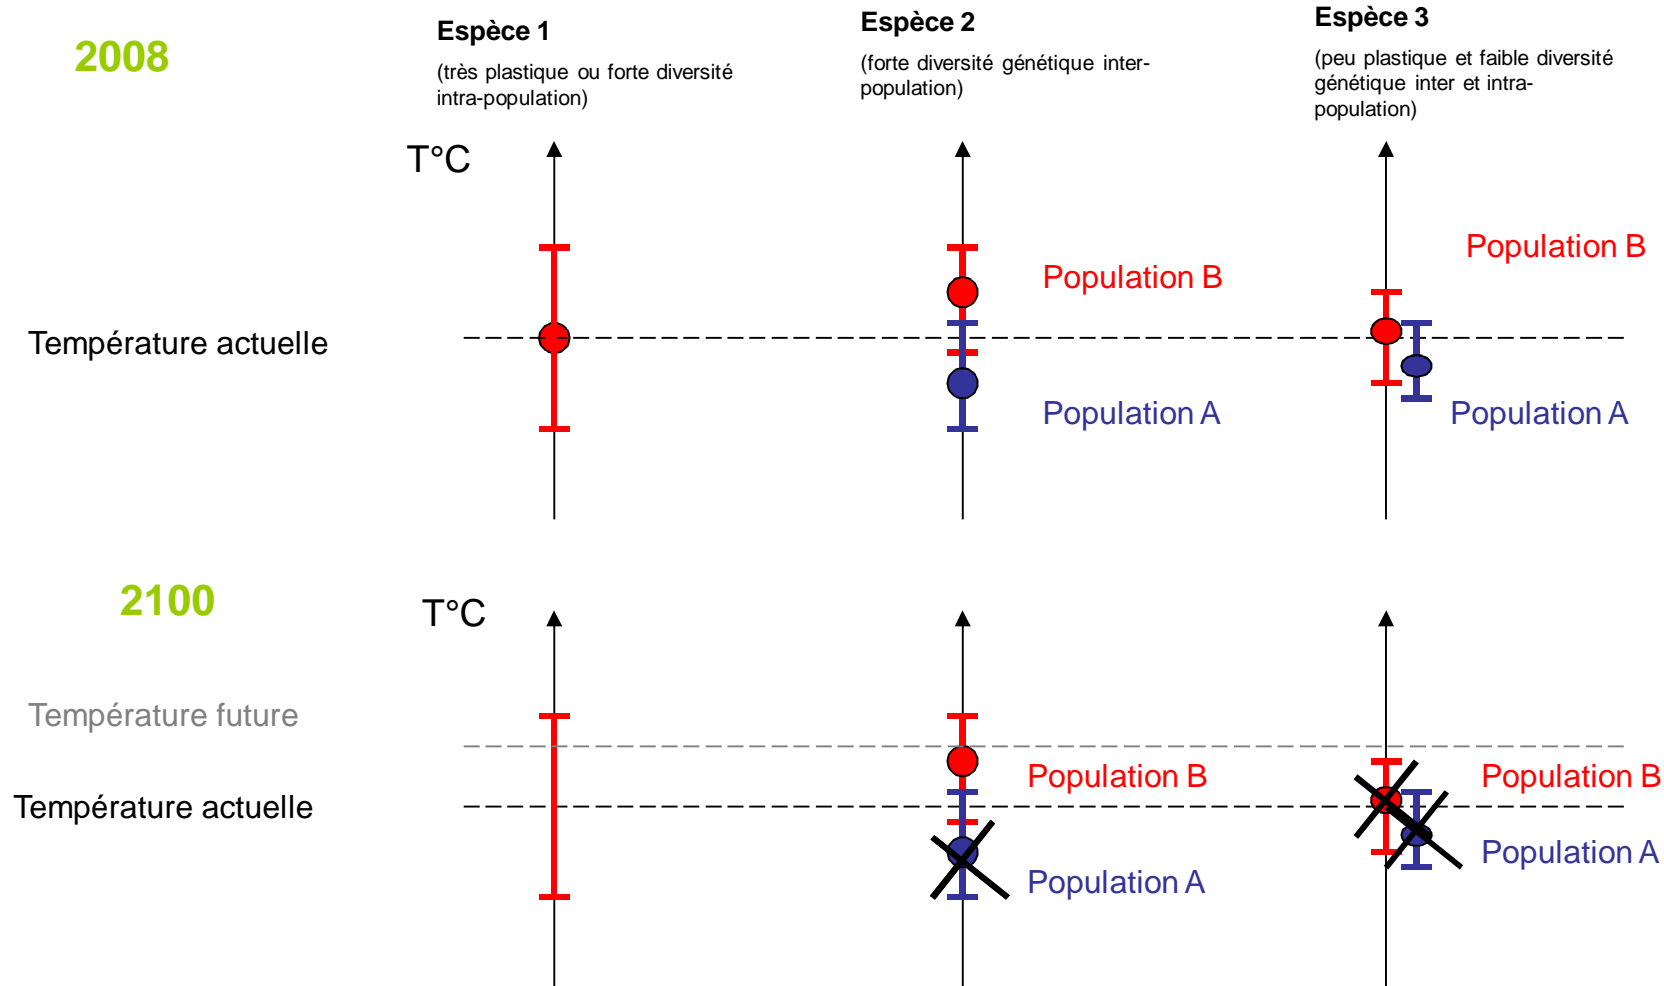 2008
Espèce 1
(très plastique ou forte diversité
intra-population)
Espèce 2
(forte diversité génétique inter-
population)
Espèce 3
(peu plastique et faible diversité
génétique inter et intra-
population)
T°C
Population B
Population B
Température actuelle
Population A
Population A
2100
T°C
Température future
Population B
Population B
Température actuelle
Population A
Population A